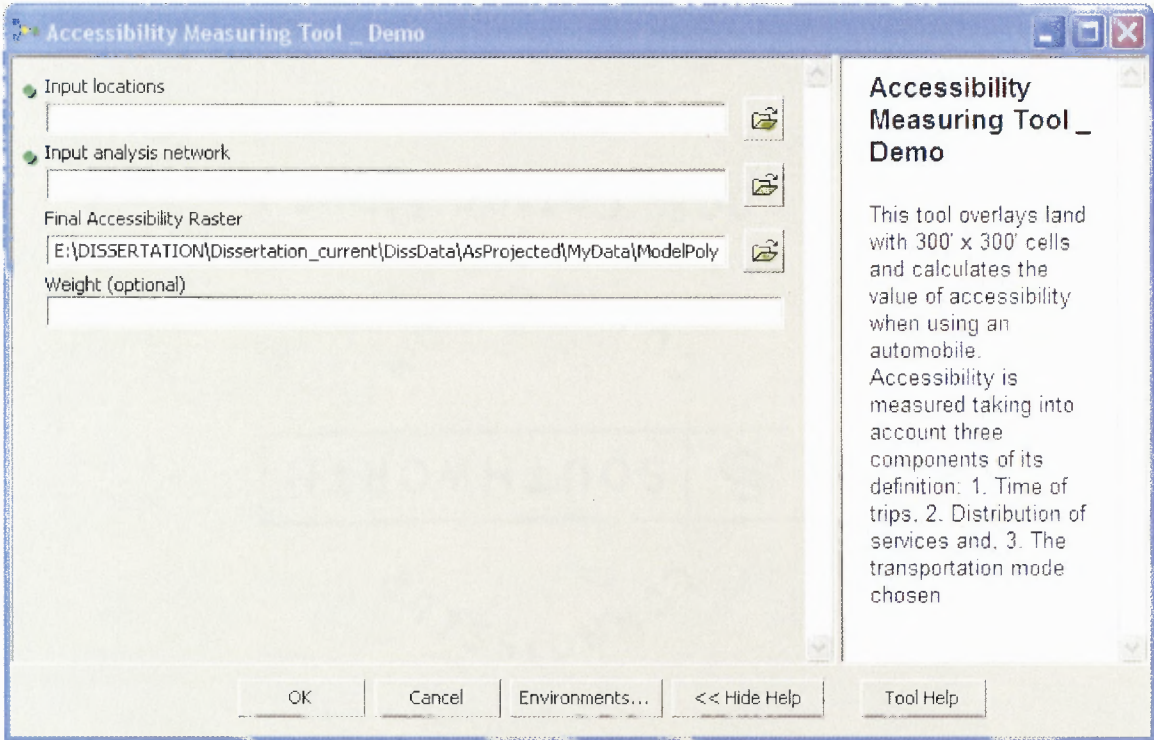 Accessibility Measuring Tool _ Demo
Input locations
Input analysis network
Final Accessibility Raster
E:\DISSERTATION\Dissertation_current\DissData\AsProjected\MyData\ModelPoly
Weight (optional)
Accessibility
Measuring Tool _
Demo
This tool overlays land
with 300' x 300' cells
and calculates the
value of accessibility
when using an
automobile.
Accessibility is
measured taking into
account three
components of its
definition: 1. Time of
trips, 2. Distribution of
services and, 3. The
transportation mode
chosen
OK
Cancel
Environments...
<< Hide Help
Tool Help